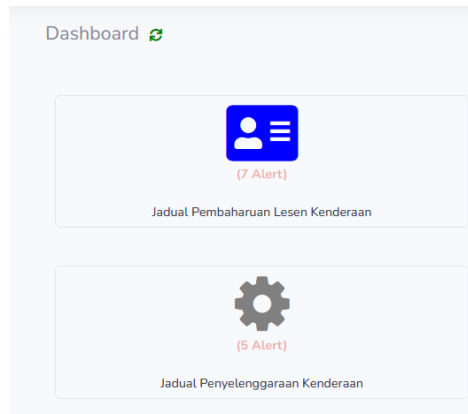 Dashboard
(7 Alert)
Jadual Pembaharuan Lesen Kenderaan
(5 Alert)
Jadual Penyelenggaraan Kenderaan